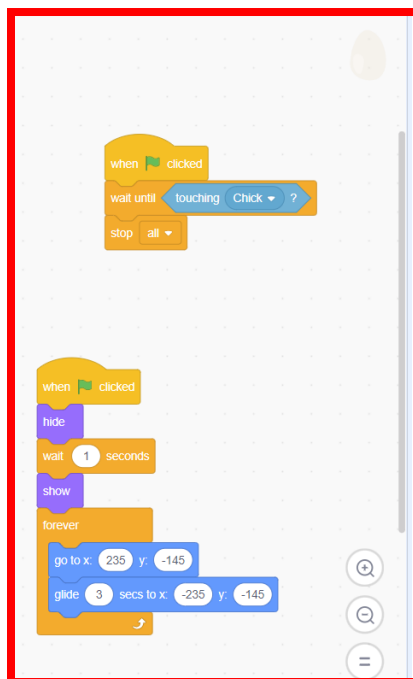 when clicked
wait until touching Chick ?
stop all
when clicked
hide
wait 1 seconds
show
forever
go to x: 235 y: -145
glide 3 secs to x: -235 y: -145